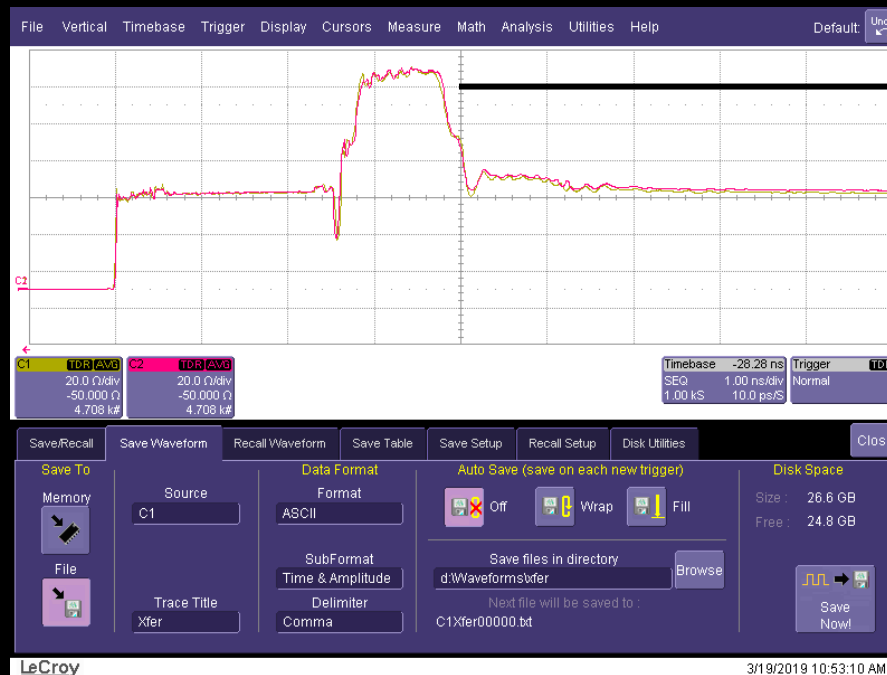 File Vertical Timebase Trigger Display Cursors Measure Math Analysis Utilities Help Default:
C2
C1 TDR AVG C2 TDR AVG
20.0 Ω/div 20.0 Ω/div
-50.000 Ω -50.000 Ω
4.708 k# 4.708 k#
Timebase -28.28 ns Trigger
SEQ 1.00 ns/div Normal
1.00 kS 10.0 ps/S
Save/Recall Save Waveform Recall Waveform Save Table Save Setup Recall Setup Disk Utilities
Save To Data Format Auto Save (save on each new trigger) Disk Space
Memory Source Format Off Wrap Fill Size : 26.6 GB
C1 ASCII Free : 24.8 GB
File SubFormat Save files in directory
Time & Amplitude d:\Waveforms\xfer Browse
Trace Title Delimiter Next file will be saved to : Save
Xfer Comma C1Xfer00000.txt Now!
LeCroy 3/19/2019 10:53:10 AM